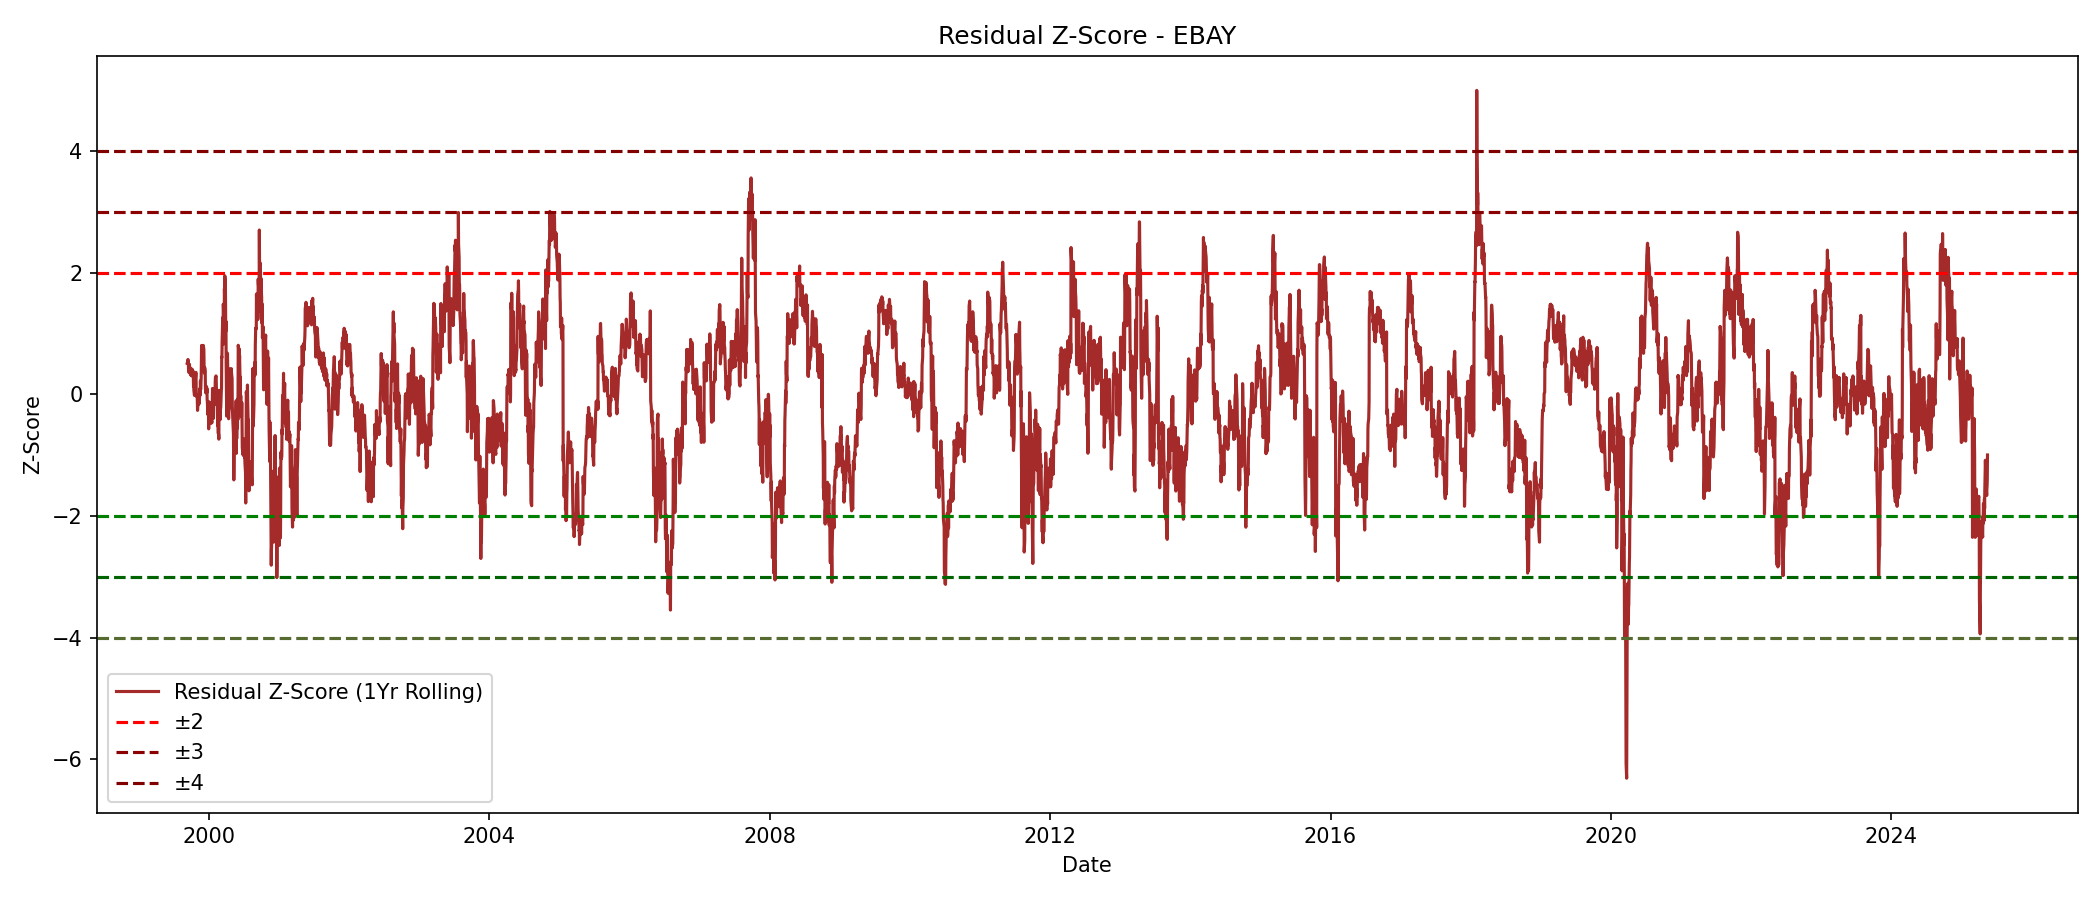 Residual Z-Score - EBAY
Z-Score
4
2
0
−2
−4
−6
Residual Z-Score (1Yr Rolling)
±2
±3
±4
2000 2004 2008 2012 2016 2020 2024
Date